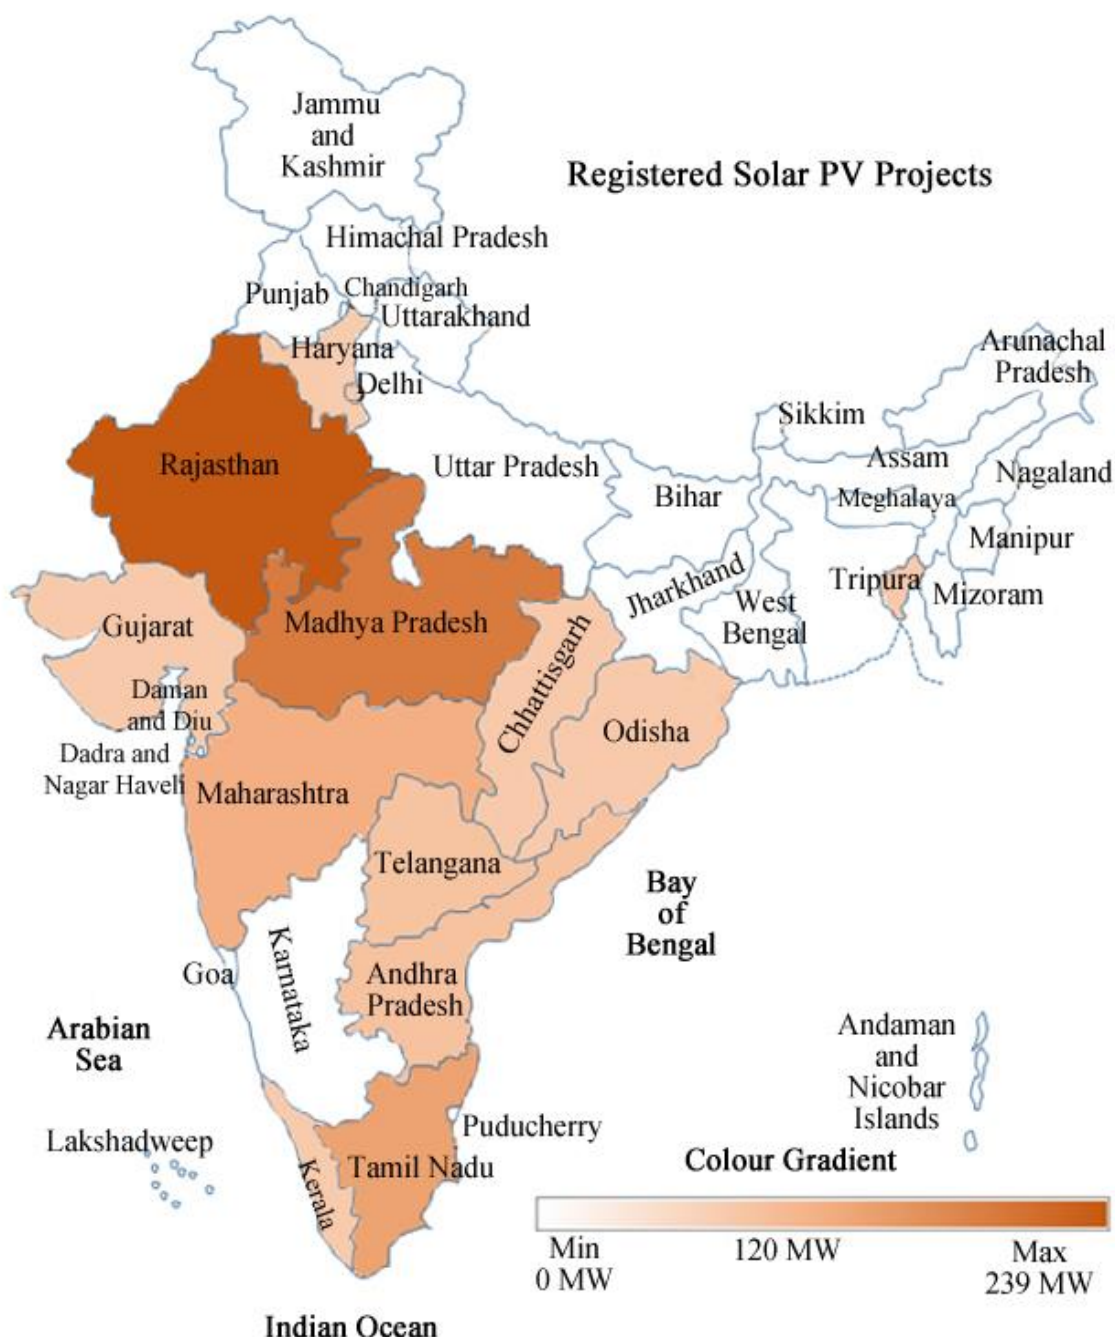 Jammu
and
Kashmir
Registered Solar PV Projects
Himachal Pradesh
Punjab
Chandigarh
Uttarakhand
Haryana
Delhi
Arunachal
Pradesh
Sikkim
Rajasthan
Uttar Pradesh
Assam
Bihar
Nagaland
Meghalaya
Manipur
Jharkhand
Tripura
Mizoram
West
Bengal
Gujarat
Madhya Pradesh
Chhattisgarh
Daman
and Diu
Odisha
Dadra and
Nagar Haveli
Maharashtra
Telangana
Bay
of
Bengal
Karnataka
Goa
Andhra
Pradesh
Arabian
Sea
Andaman
and
Nicobar
Islands
Puducherry
Lakshadweep
Kerala
Tamil Nadu
Colour Gradient
Min
0 MW
120 MW
Max
239 MW
Indian Ocean